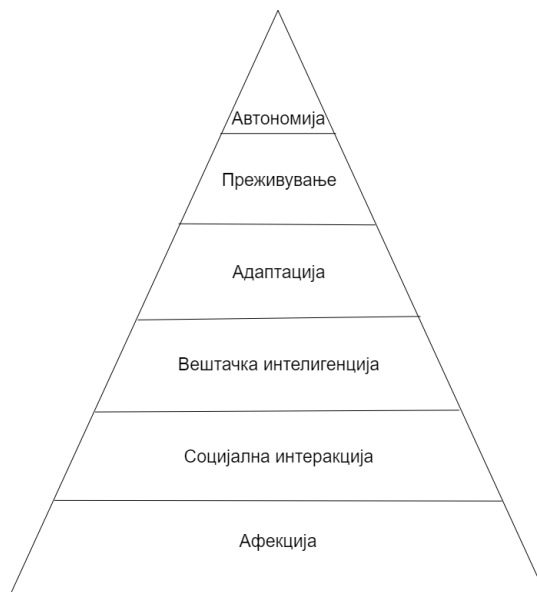 Автономија
Преживување
Адаптација
Вештачка интелигенција
Социјална интеракција
Афекција